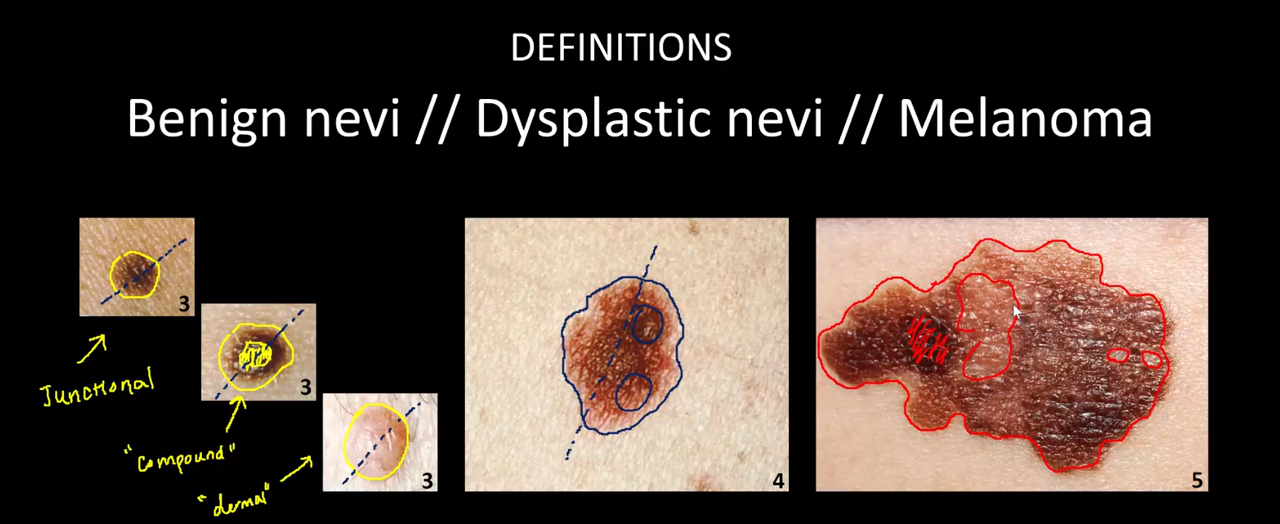 DEFINITIONS
Benign nevi // Dysplastic nevi // Melanoma
3
Junctional
3
"compound"
3
"dermal"
4
5